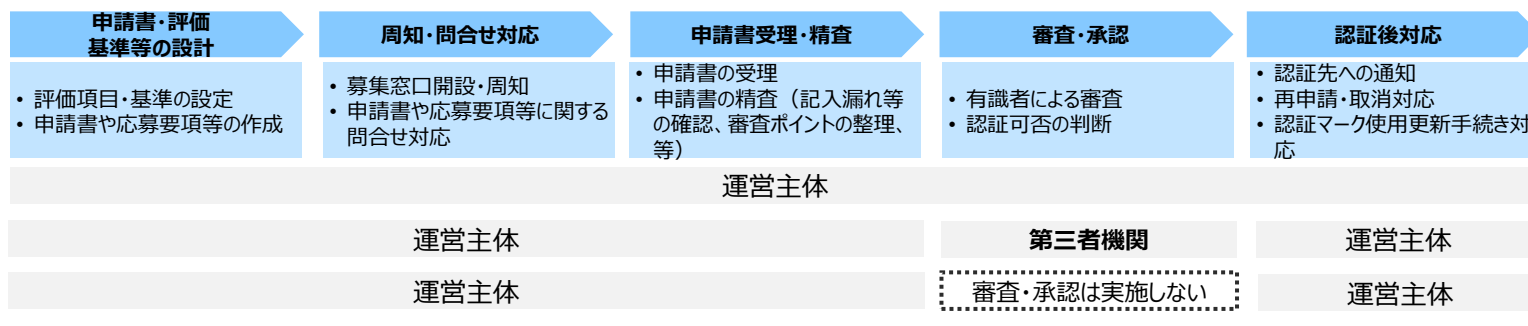 申請書・評価
基準等の設計
周知・問合せ対応
申請書受理・精査
審査・承認
認証後対応
• 評価項目・基準の設定
• 申請書や応募要項等の作成
• 募集窓口開設・周知
• 申請書や応募要項等に関する
問合せ対応
• 申請書の受理
• 申請書の精査（記入漏れ等
の確認、審査ポイントの整理、
等）
• 有識者による審査
• 認証可否の判断
• 認証先への通知
• 再申請・取消対応
• 認証マーク使用更新手続き対
応
運営主体
運営主体
第三者機関
運営主体
運営主体
審査・承認は実施しない
運営主体